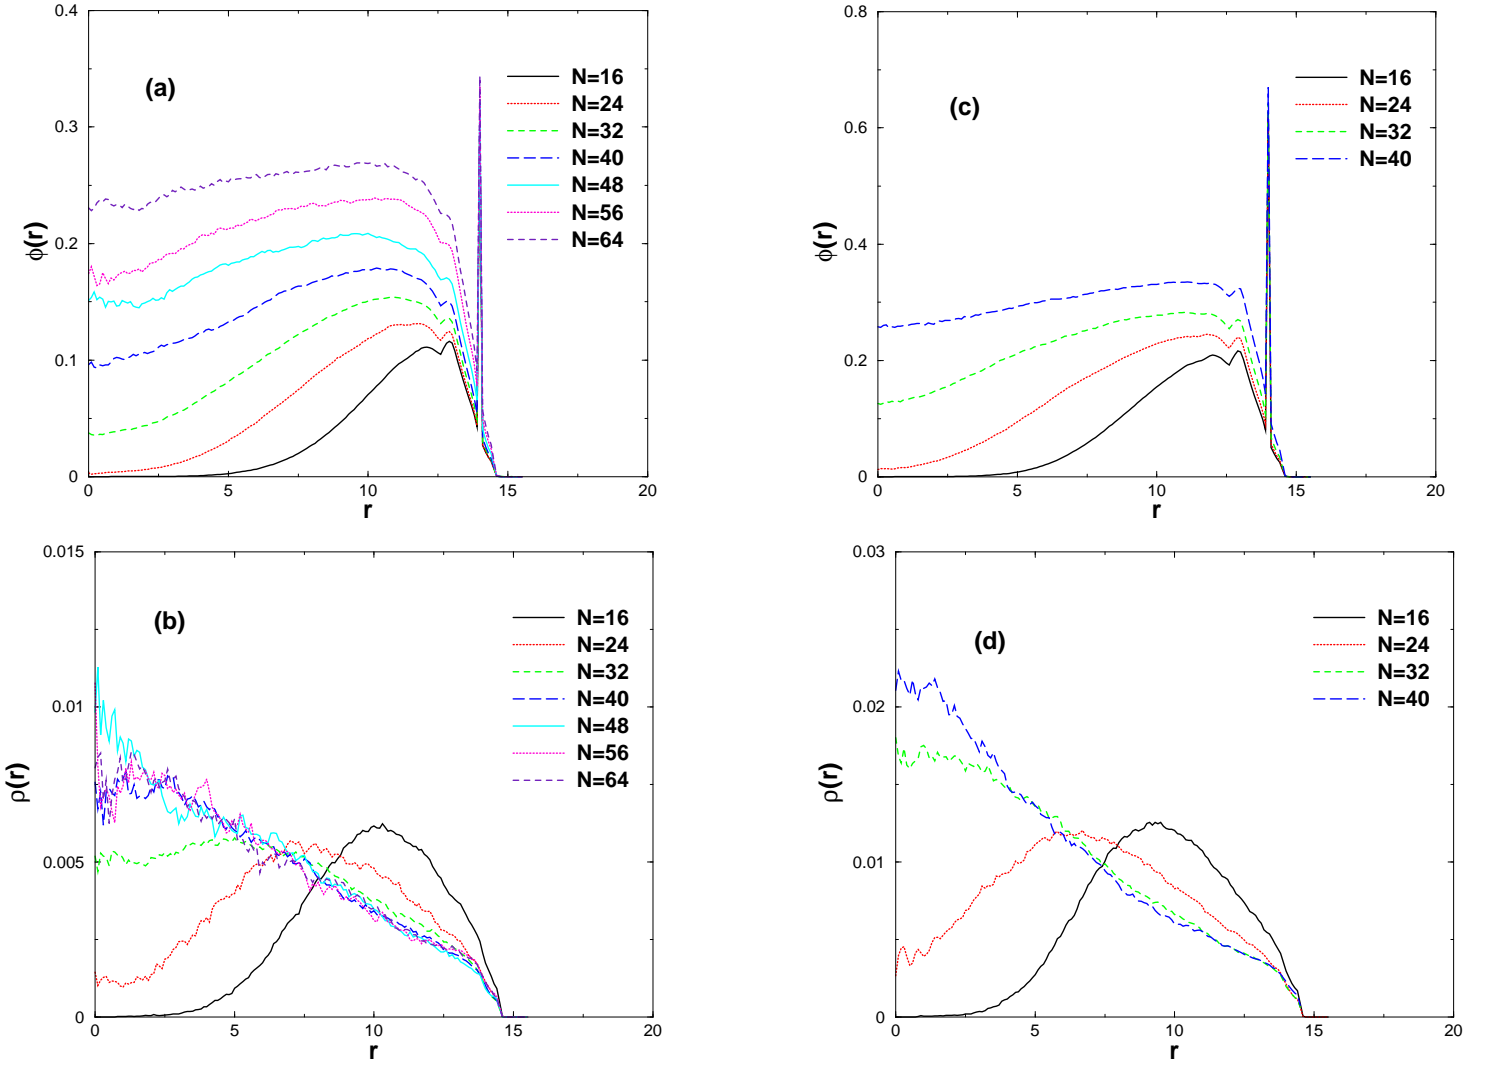 0.4
0.3
0.2
0.1
0
φ(r)
(a)
N=16
N=24
N=32
N=40
N=48
N=56
N=64
0 5 10 15 20
r
0.8
0.6
0.4
0.2
0
φ(r)
(c)
N=16
N=24
N=32
N=40
0 5 10 15 20
r
0.015
0.01
0.005
0
ρ(r)
(b)
N=16
N=24
N=32
N=40
N=48
N=56
N=64
0 5 10 15 20
r
0.03
0.02
0.01
0
ρ(r)
(d)
N=16
N=24
N=32
N=40
0 5 10 15 20
r